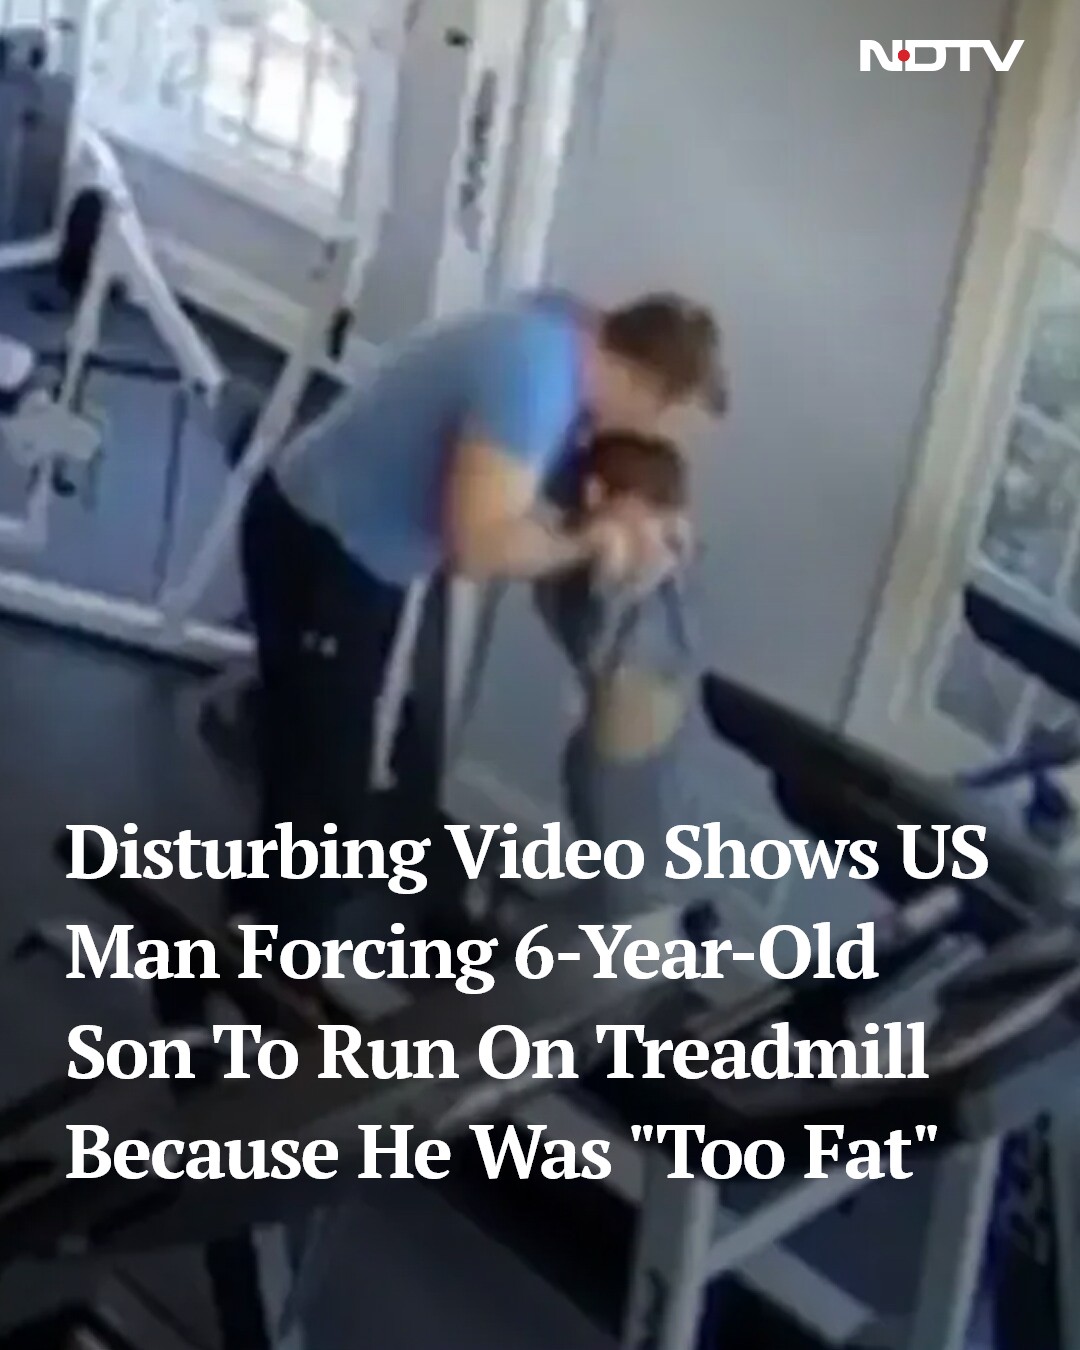 NDTV
Disturbing Video Shows US
Man Forcing 6-Year-Old
Son To Run On Treadmill
Because He Was "Too Fat"